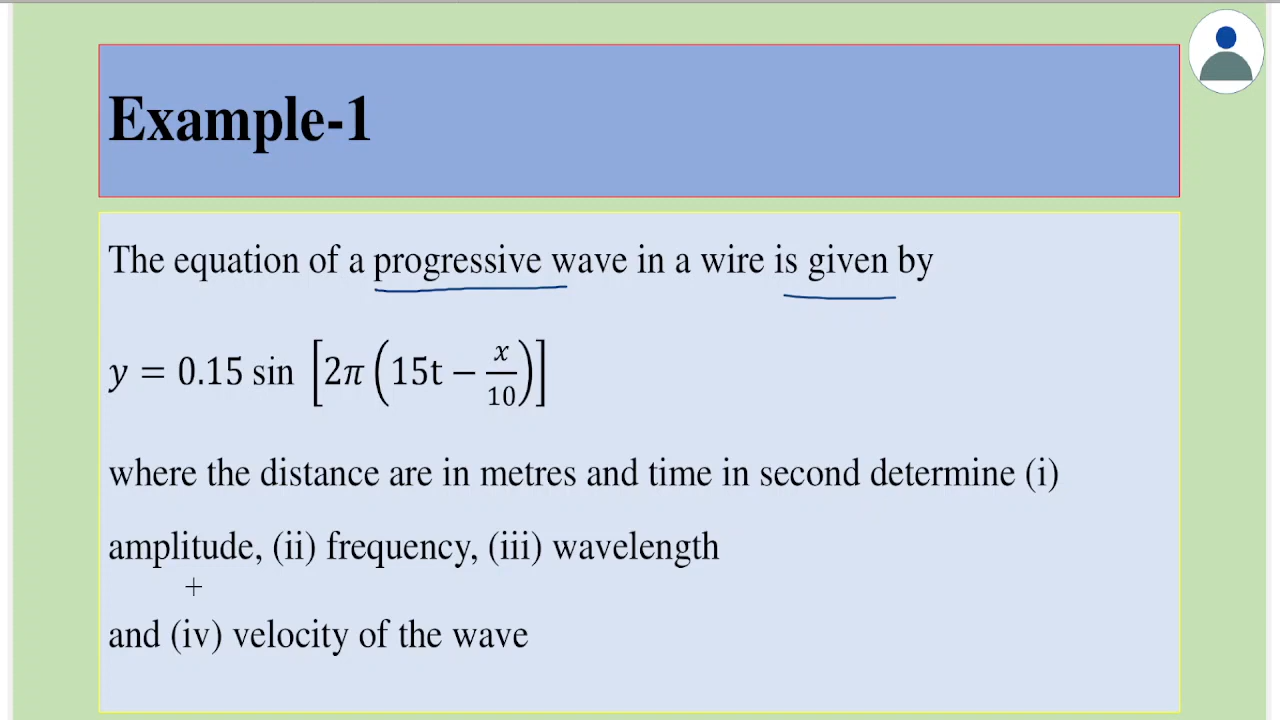 Example-1
The equation of a progressive wave in a wire is given by
y = 0.15 sin [2π (15t − x/10)]
where the distance are in metres and time in second determine (i)
amplitude, (ii) frequency, (iii) wavelength
and (iv) velocity of the wave